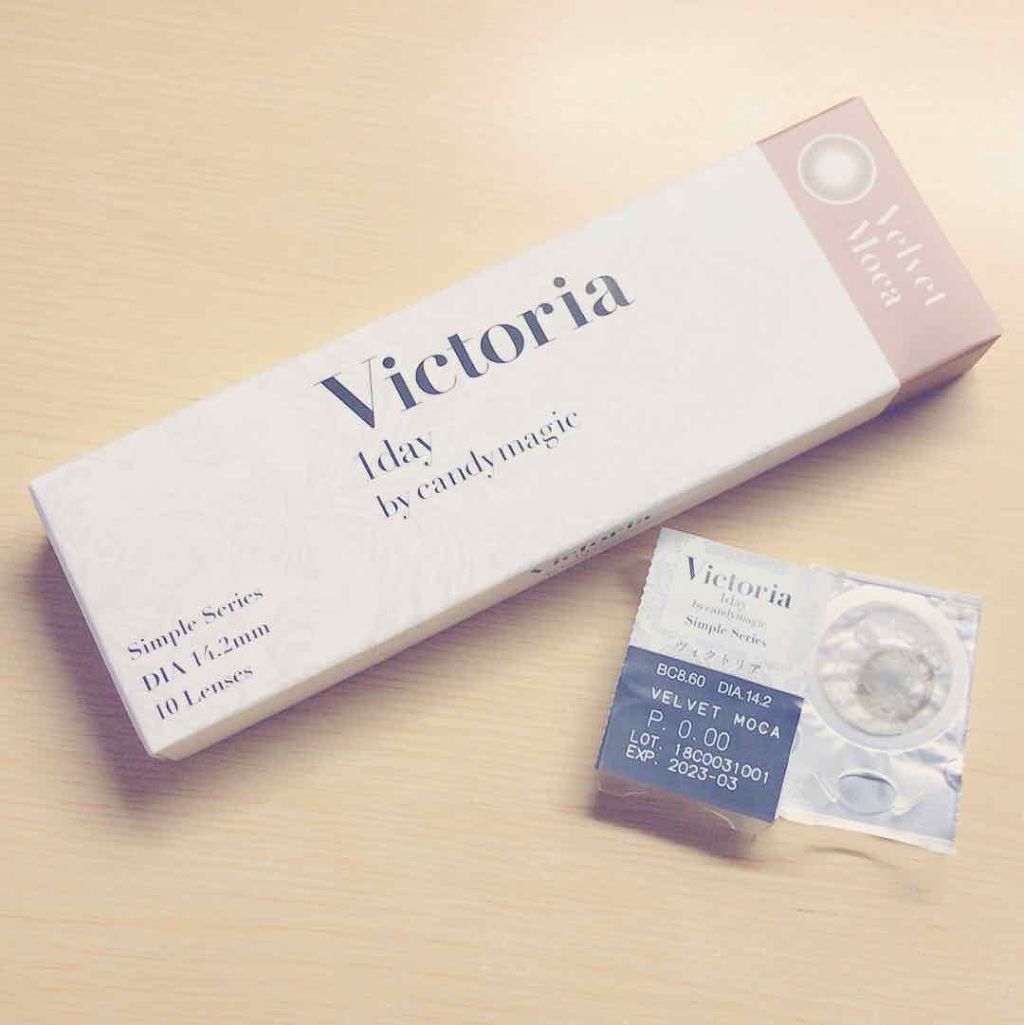 Velvet
Moca
Victoria
1day
by candymagic
Simple Series
DIA 14.2mm
10 Lenses
Victoria
Victoria
1day
by candymagic
Simple Series
ヴィクトリア
BC8.60 DIA.14.2
VELVET MOCA
P. 0.00
LOT. 18C0031001
EXP. 2023-03